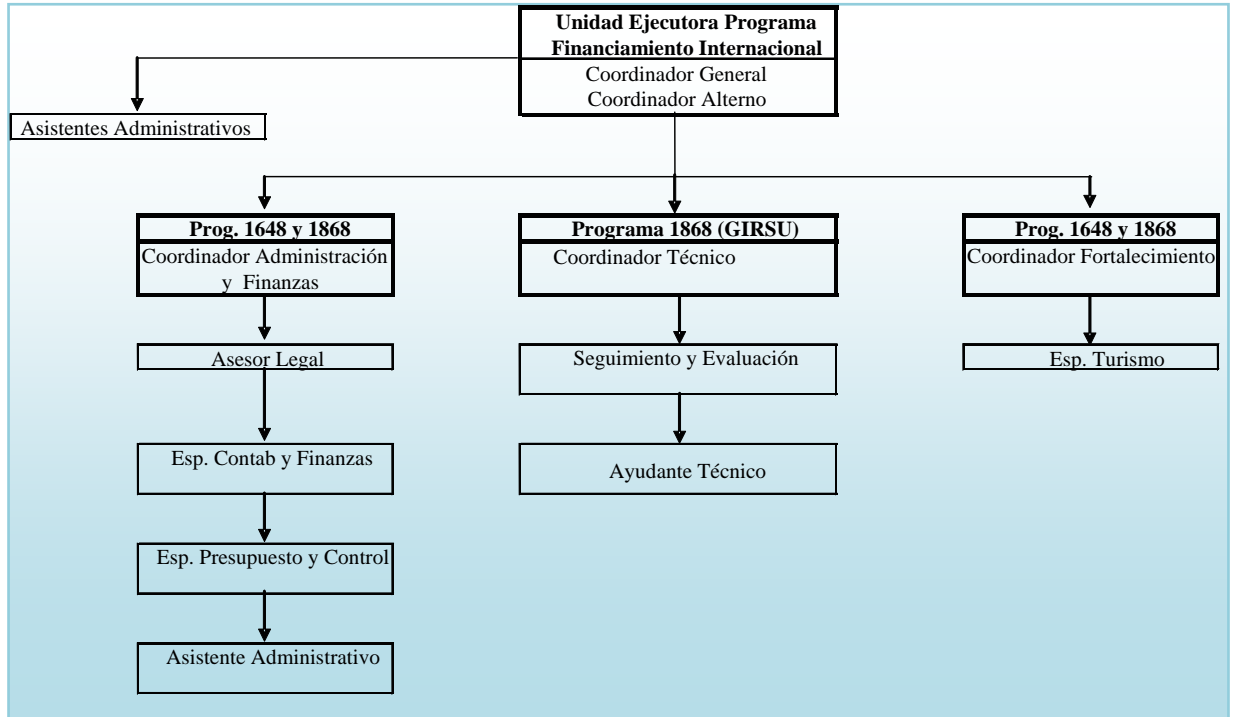 Unidad Ejecutora Programa
Financiamiento Internacional
Coordinador General
Coordinador Alterno
Asistentes Administrativos
Prog. 1648 y 1868
Coordinador Administración
y Finanzas
Asesor Legal
Esp. Contab y Finanzas
Esp. Presupuesto y Control
Asistente Administrativo
Programa 1868 (GIRSU)
Coordinador Técnico
Seguimiento y Evaluación
Ayudante Técnico
Prog. 1648 y 1868
Coordinador Fortalecimiento
Esp. Turismo